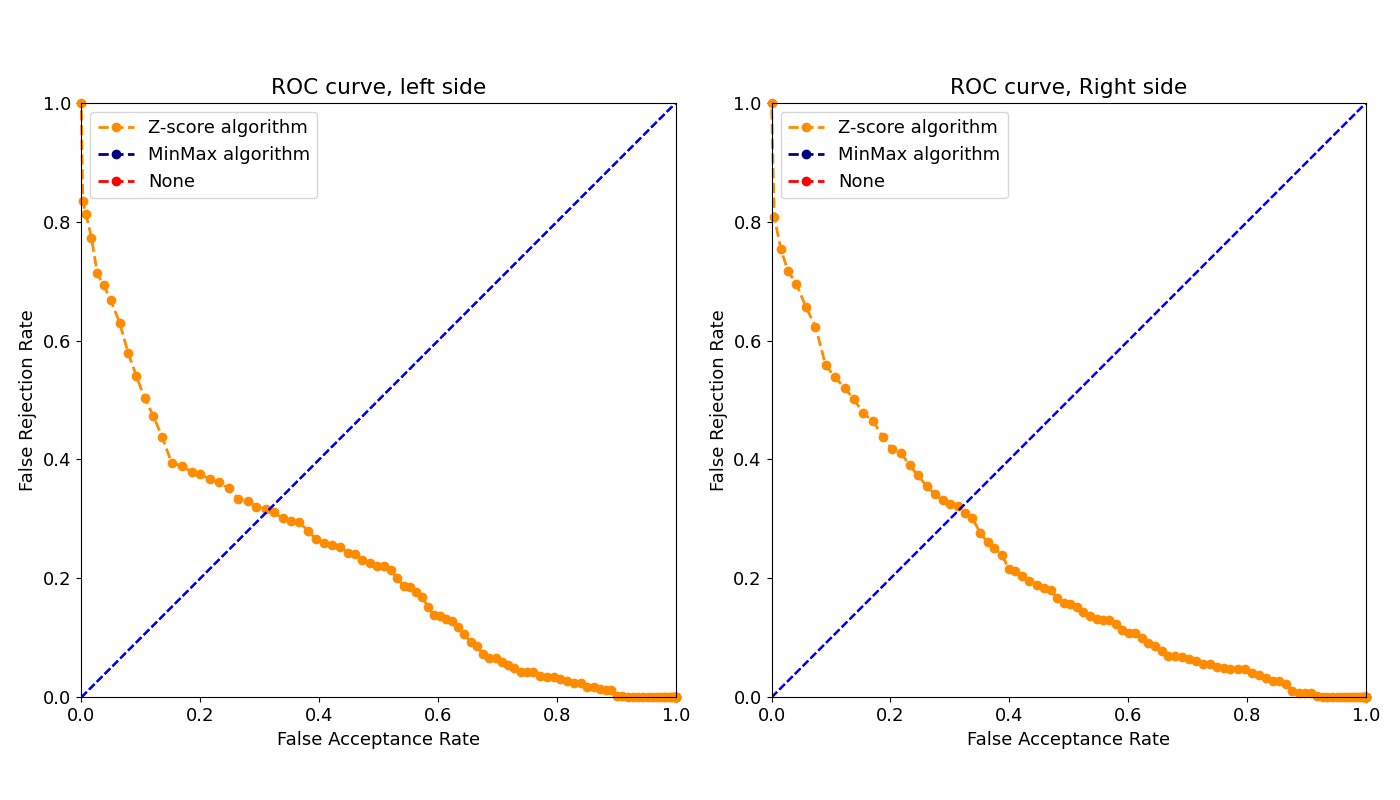 ROC curve, left side
Z-score algorithm
MinMax algorithm
None
1.0
0.8
0.6
0.4
0.2
0.0
False Rejection Rate
0.0 0.2 0.4 0.6 0.8 1.0
False Acceptance Rate
ROC curve, Right side
Z-score algorithm
MinMax algorithm
None
1.0
0.8
0.6
0.4
0.2
0.0
False Rejection Rate
0.0 0.2 0.4 0.6 0.8 1.0
False Acceptance Rate